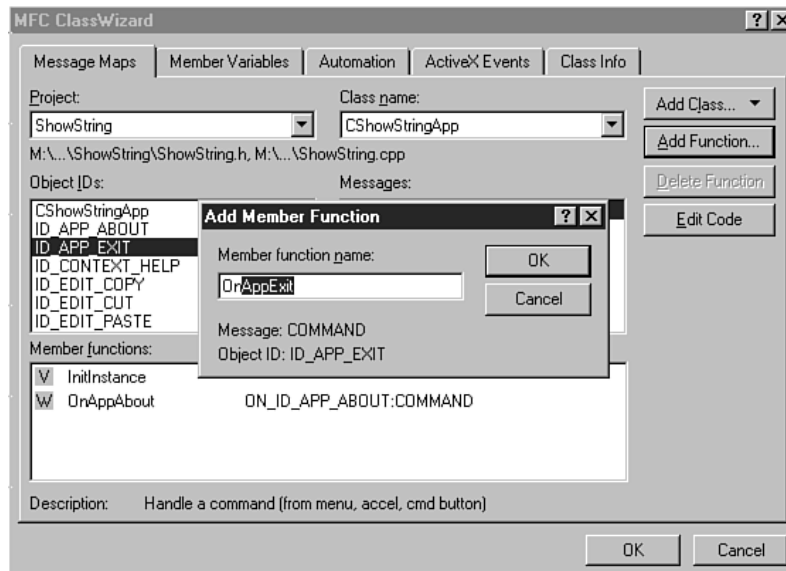 MFC ClassWizard
Message Maps Member Variables Automation ActiveX Events Class Info
Project: Class name:
ShowString CShowStringApp
Add Class...
M:\...\ShowString\ShowString.h, M:\...\ShowString.cpp
Add Function...
Object IDs: Messages:
Delete Function
Edit Code
CShowStringApp
ID_APP_ABOUT
ID_APP_EXIT
ID_CONTEXT_HELP
ID_EDIT_COPY
ID_EDIT_CUT
ID_EDIT_PASTE
Add Member Function
Member function name:
OnAppExit
OK
Cancel
Message: COMMAND
Object ID: ID_APP_EXIT
Member functions:
V InitInstance
W OnAppAbout ON_ID_APP_ABOUT:COMMAND
Description: Handle a command (from menu, accel, cmd button)
OK Cancel